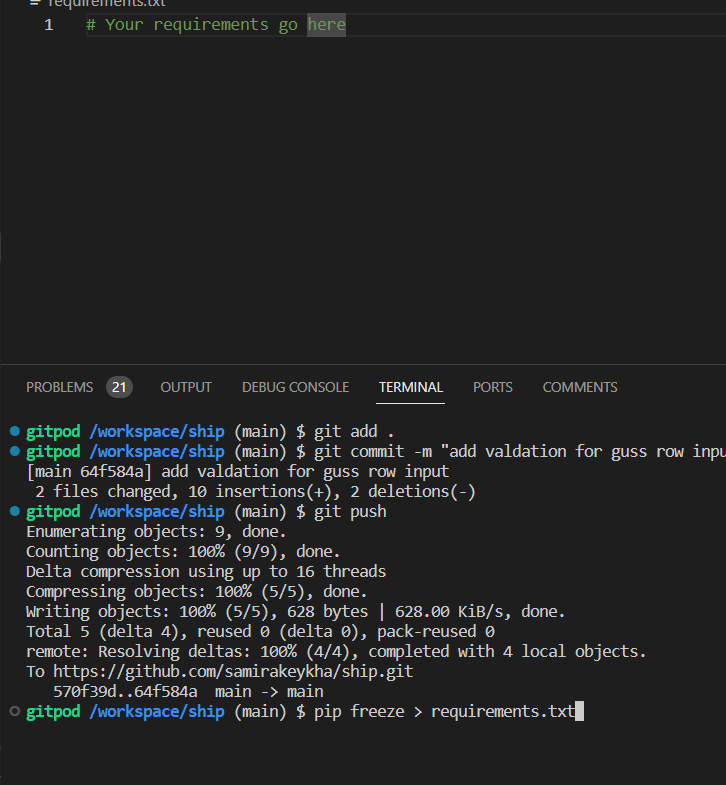 requirements.txt
1 # Your requirements go here
PROBLEMS 21 OUTPUT DEBUG CONSOLE TERMINAL PORTS COMMENTS
gitpod /workspace/ship (main) $ git add .
gitpod /workspace/ship (main) $ git commit -m "add valdation for guss row inpu
[main 64f584a] add valdation for guss row input
2 files changed, 10 insertions(+), 2 deletions(-)
gitpod /workspace/ship (main) $ git push
Enumerating objects: 9, done.
Counting objects: 100% (9/9), done.
Delta compression using up to 16 threads
Compressing objects: 100% (5/5), done.
Writing objects: 100% (5/5), 628 bytes | 628.00 KiB/s, done.
Total 5 (delta 4), reused 0 (delta 0), pack-reused 0
remote: Resolving deltas: 100% (4/4), completed with 4 local objects.
To https://github.com/samirakeykha/ship.git
570f39d..64f584a main -> main
gitpod /workspace/ship (main) $ pip freeze > requirements.txt